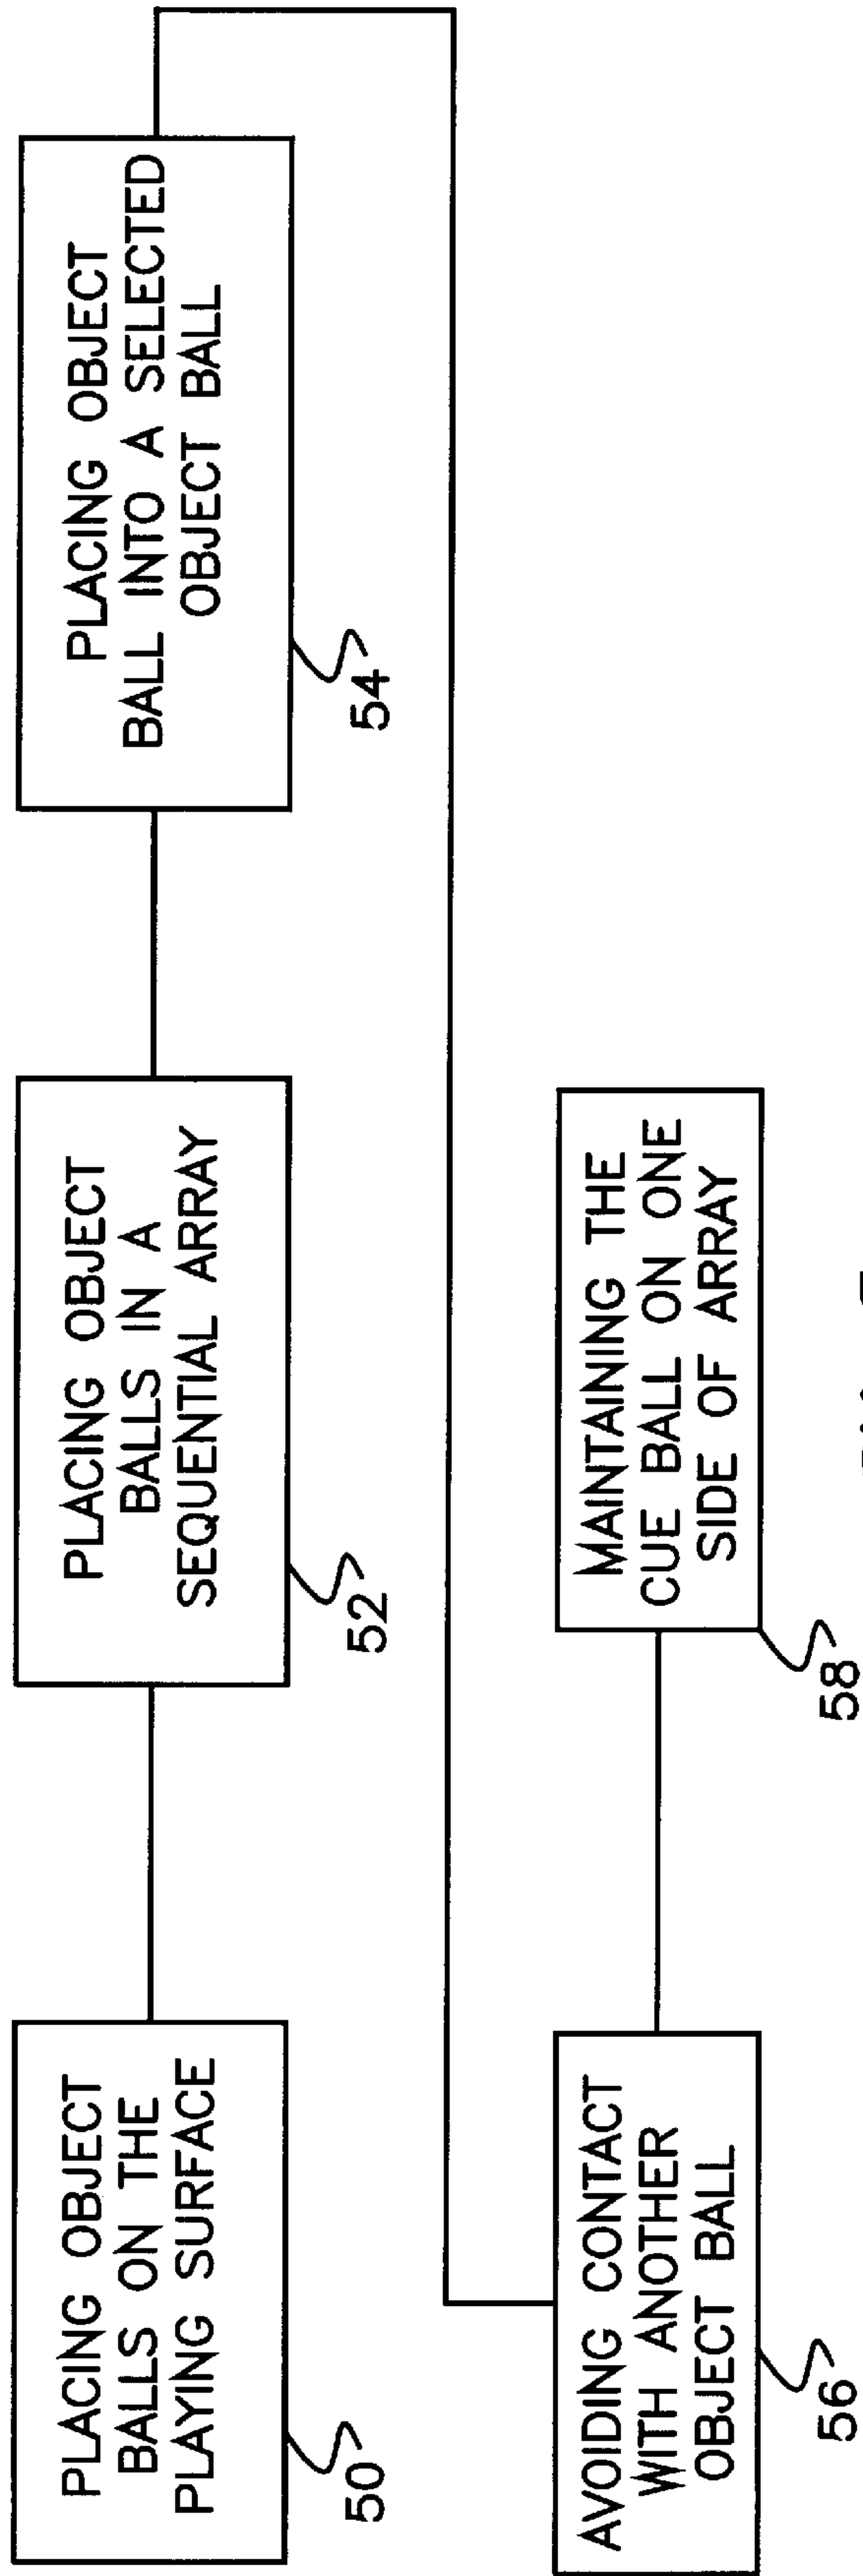 PLACING OBJECT
BALLS ON THE
PLAYING SURFACE
50
PLACING OBJECT
BALLS IN A
SEQUENTIAL ARRAY
52
PLACING OBJECT
BALL INTO A SELECTED
OBJECT BALL
54
AVOIDING CONTACT
WITH ANOTHER
OBJECT BALL
56
MAINTAINING THE
CUE BALL ON ONE
SIDE OF ARRAY
58